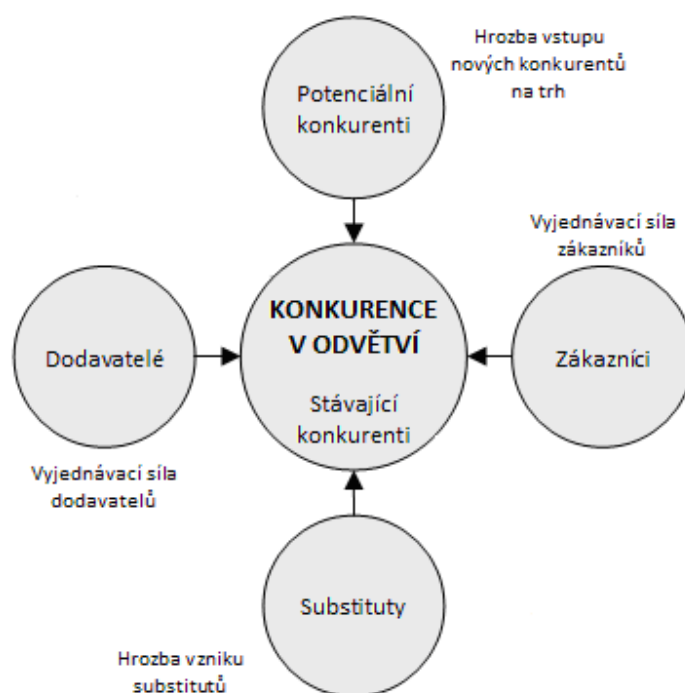 Hrozba vstupu
nových konkurentů
na trh
Potenciální
konkurenti
Vyjednávací síla
zákazníků
KONKURENCE
V ODVĚTVÍ
Stávající
konkurenti
Dodavatelé
Zákazníci
Vyjednávací síla
dodavatelů
Substituty
Hrozba vzniku
substitutů